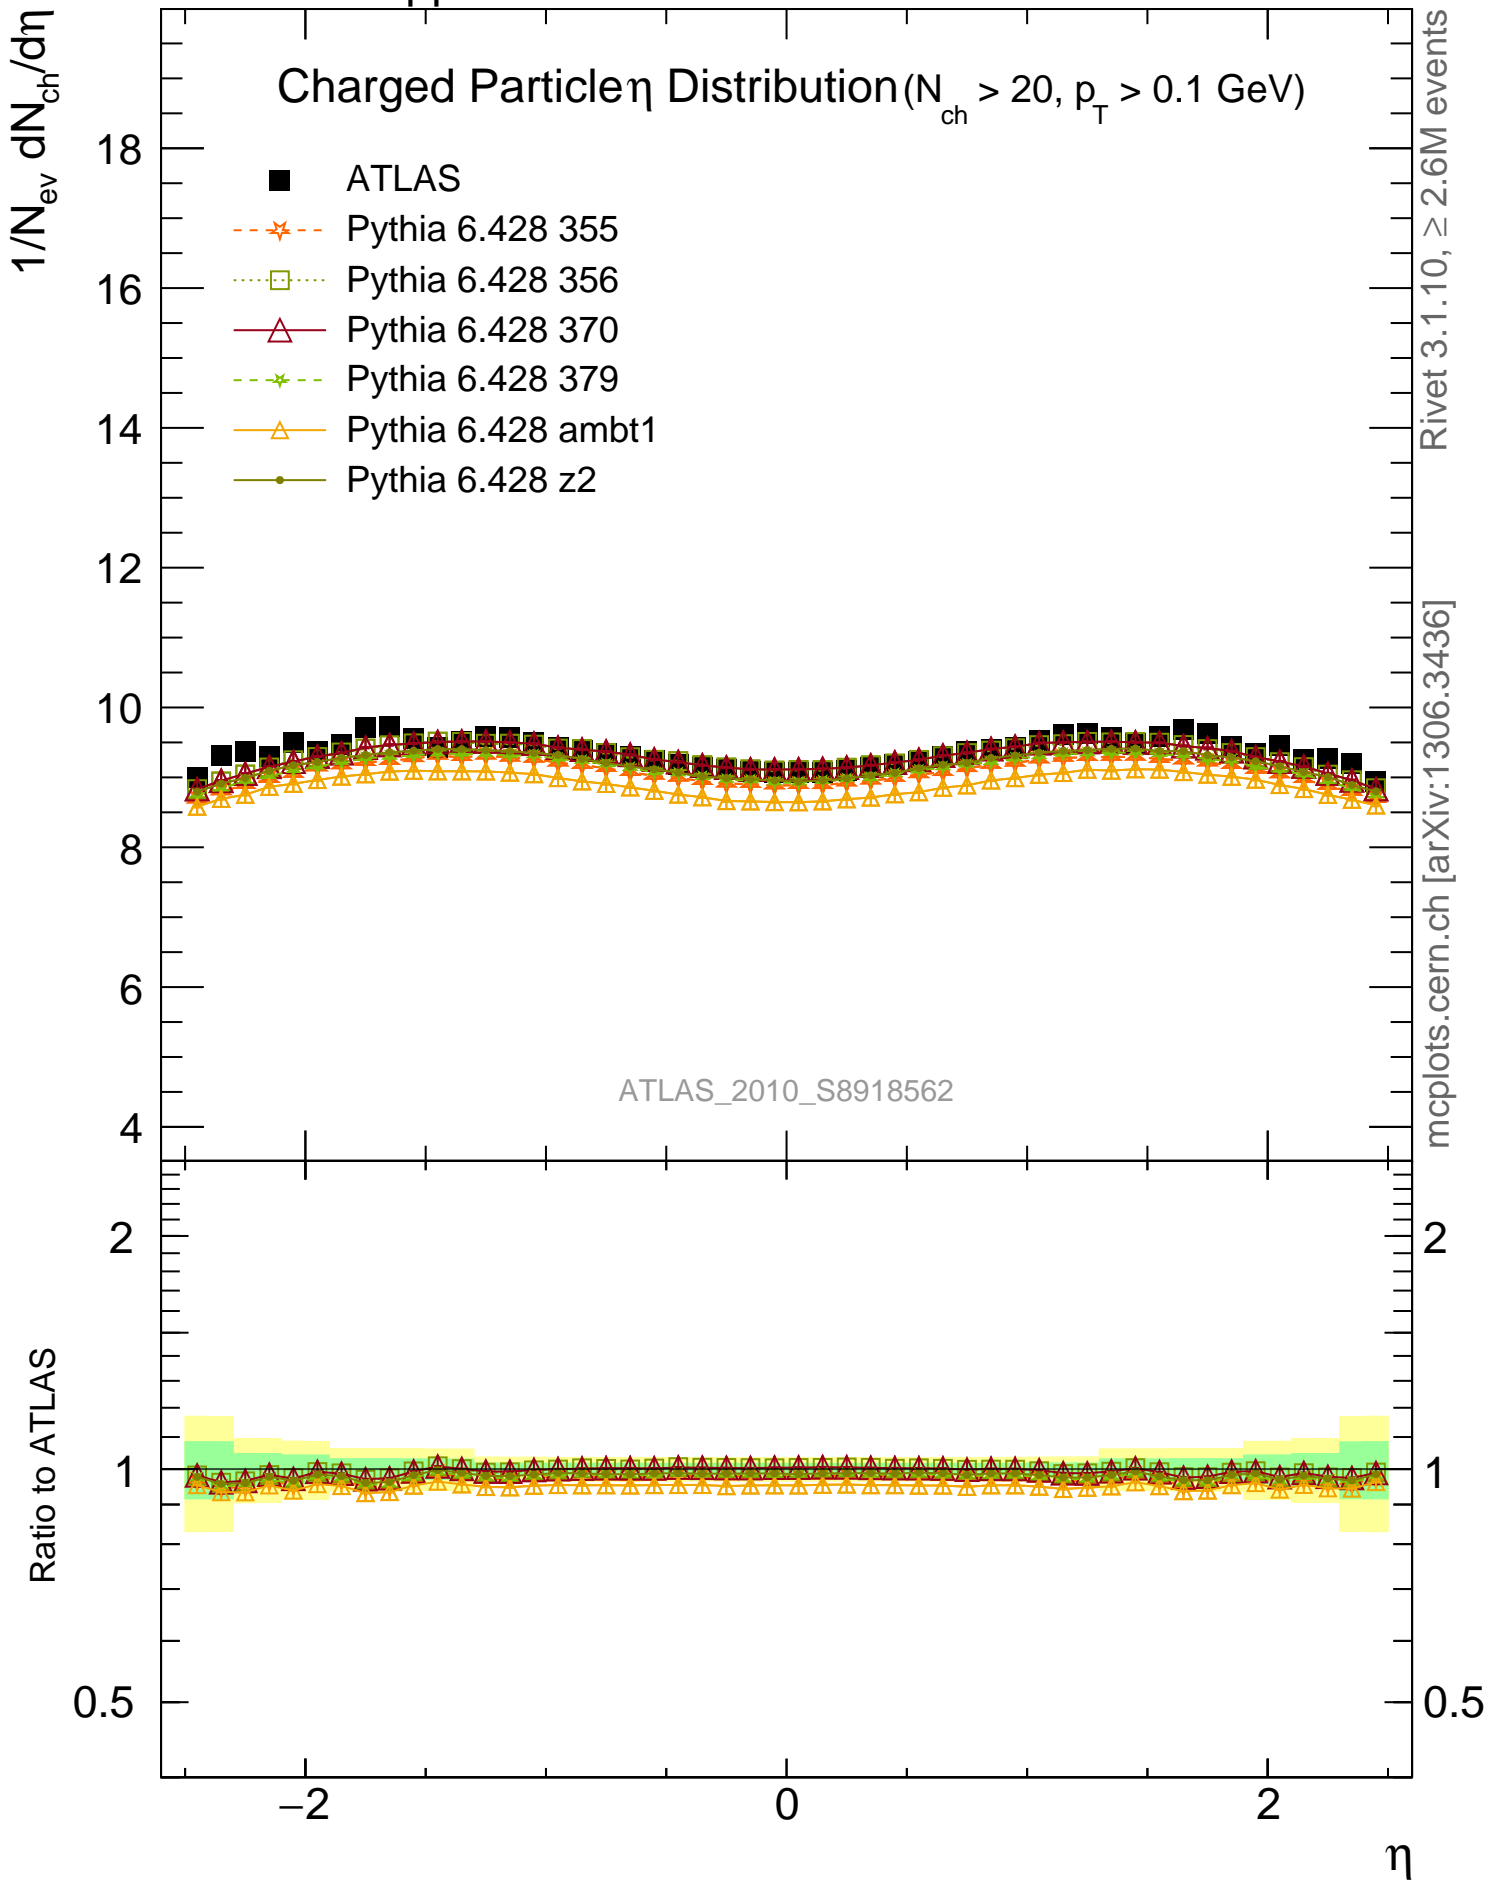 Charged Particle η Distribution (N_ch > 20, p_T > 0.1 GeV)
1/N_ev dN_ch/dη
ATLAS
Pythia 6.428 355
Pythia 6.428 356
Pythia 6.428 370
Pythia 6.428 379
Pythia 6.428 ambt1
Pythia 6.428 z2
18
16
14
12
10
8
6
4
ATLAS_2010_S8918562
Rivet 3.1.10, ≥ 2.6M events
mcplots.cern.ch [arXiv:1306.3436]
Ratio to ATLAS
2
1
0.5
2
1
0.5
−2
0
2
η